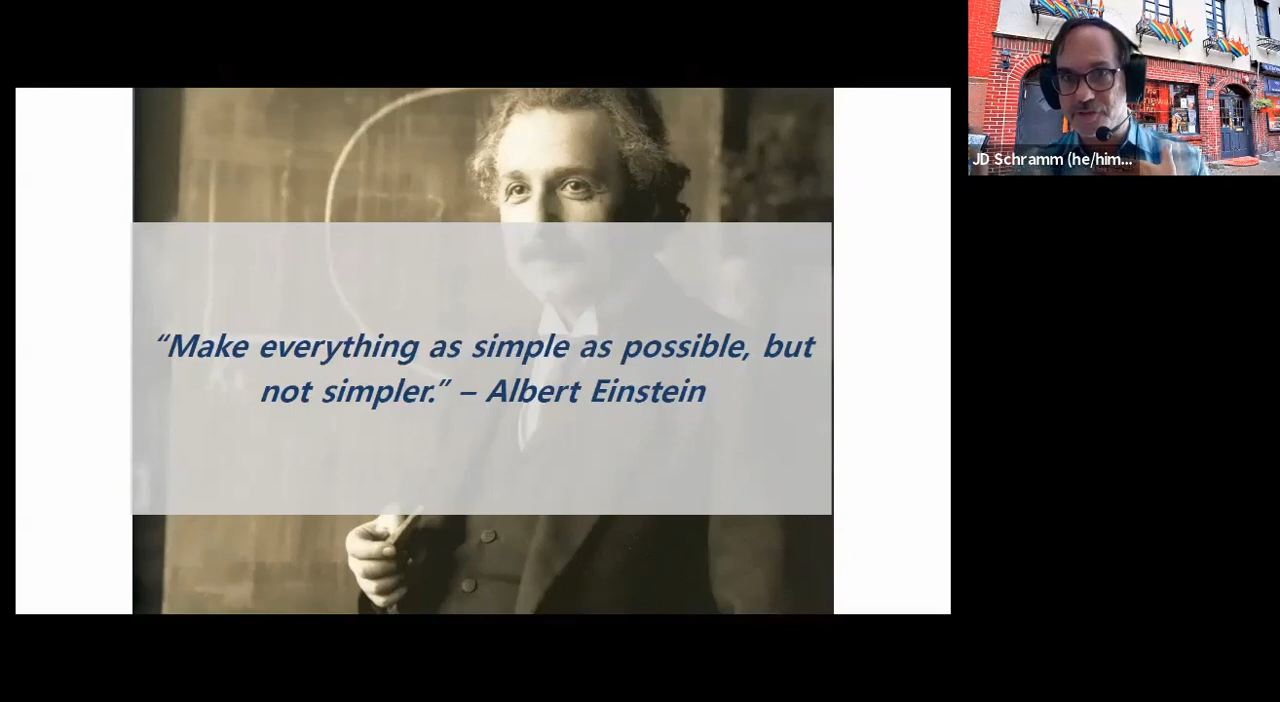 “Make everything as simple as possible, but
not simpler.” – Albert Einstein
JD Schramm (he/him...